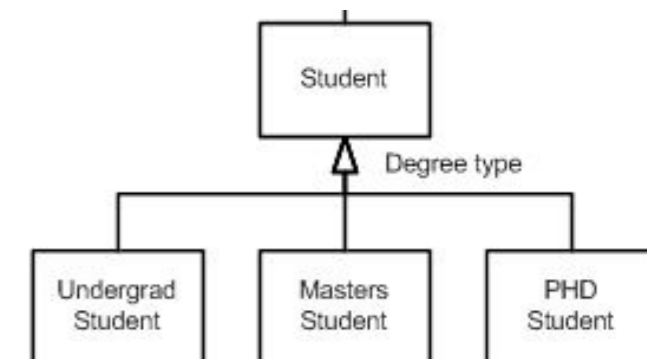 Student
Degree type
Undergrad
Student
Masters
Student
PHD
Student